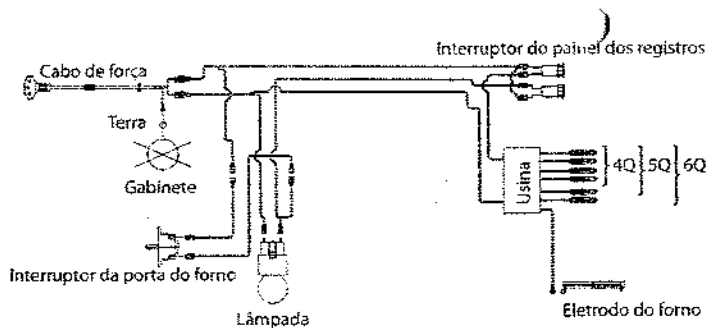 Interruptor do painel dos registros
Cabo de força
Terra
Gabinete
Usina
4Q
5Q
6Q
Interruptor da porta do forno
Lâmpada
Eletrodo do forno